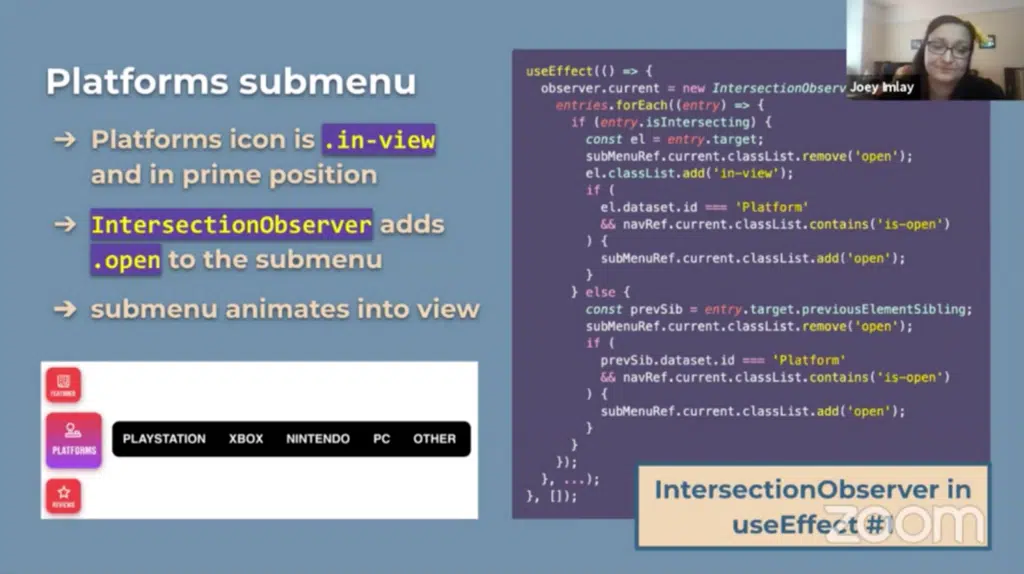 Platforms submenu
➔ Platforms icon is .in-view
and in prime position
➔ IntersectionObserver adds
.open to the submenu
➔ submenu animates into view
FEATURED
PLATFORMS
REVIEWS
PLAYSTATION XBOX NINTENDO PC OTHER
useEffect(() => {
observer.current = new IntersectionObserv
entries.forEach((entry) => {
if (entry.isIntersecting) {
const el = entry.target;
subMenuRef.current.classList.remove('open');
el.classList.add('in-view');
if (
el.dataset.id === 'Platform'
&& navRef.current.classList.contains('is-open')
) {
subMenuRef.current.classList.add('open');
}
} else {
const prevSib = entry.target.previousElementSibling;
subMenuRef.current.classList.remove('open');
if (
prevSib.dataset.id === 'Platform'
&& navRef.current.classList.contains('is-open')
) {
subMenuRef.current.classList.add('open');
}
}
});
}, ...);
}, []);
IntersectionObserver in
useEffect #1
Joey Imlay
zoom